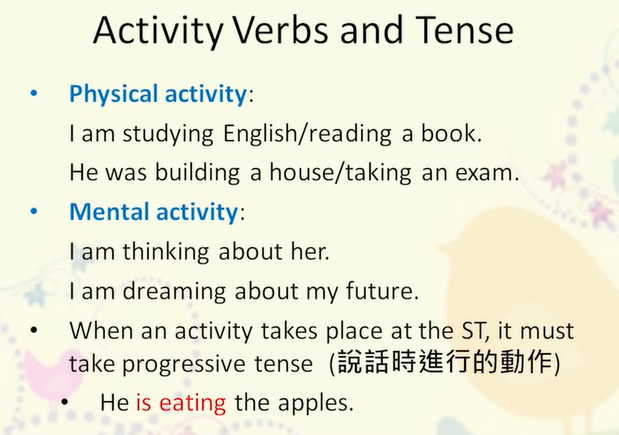 Activity Verbs and Tense
• Physical activity:
I am studying English/reading a book.
He was building a house/taking an exam.
• Mental activity:
I am thinking about her.
I am dreaming about my future.
• When an activity takes place at the ST, it must
take progressive tense (說話時進行的動作)
• He is eating the apples.